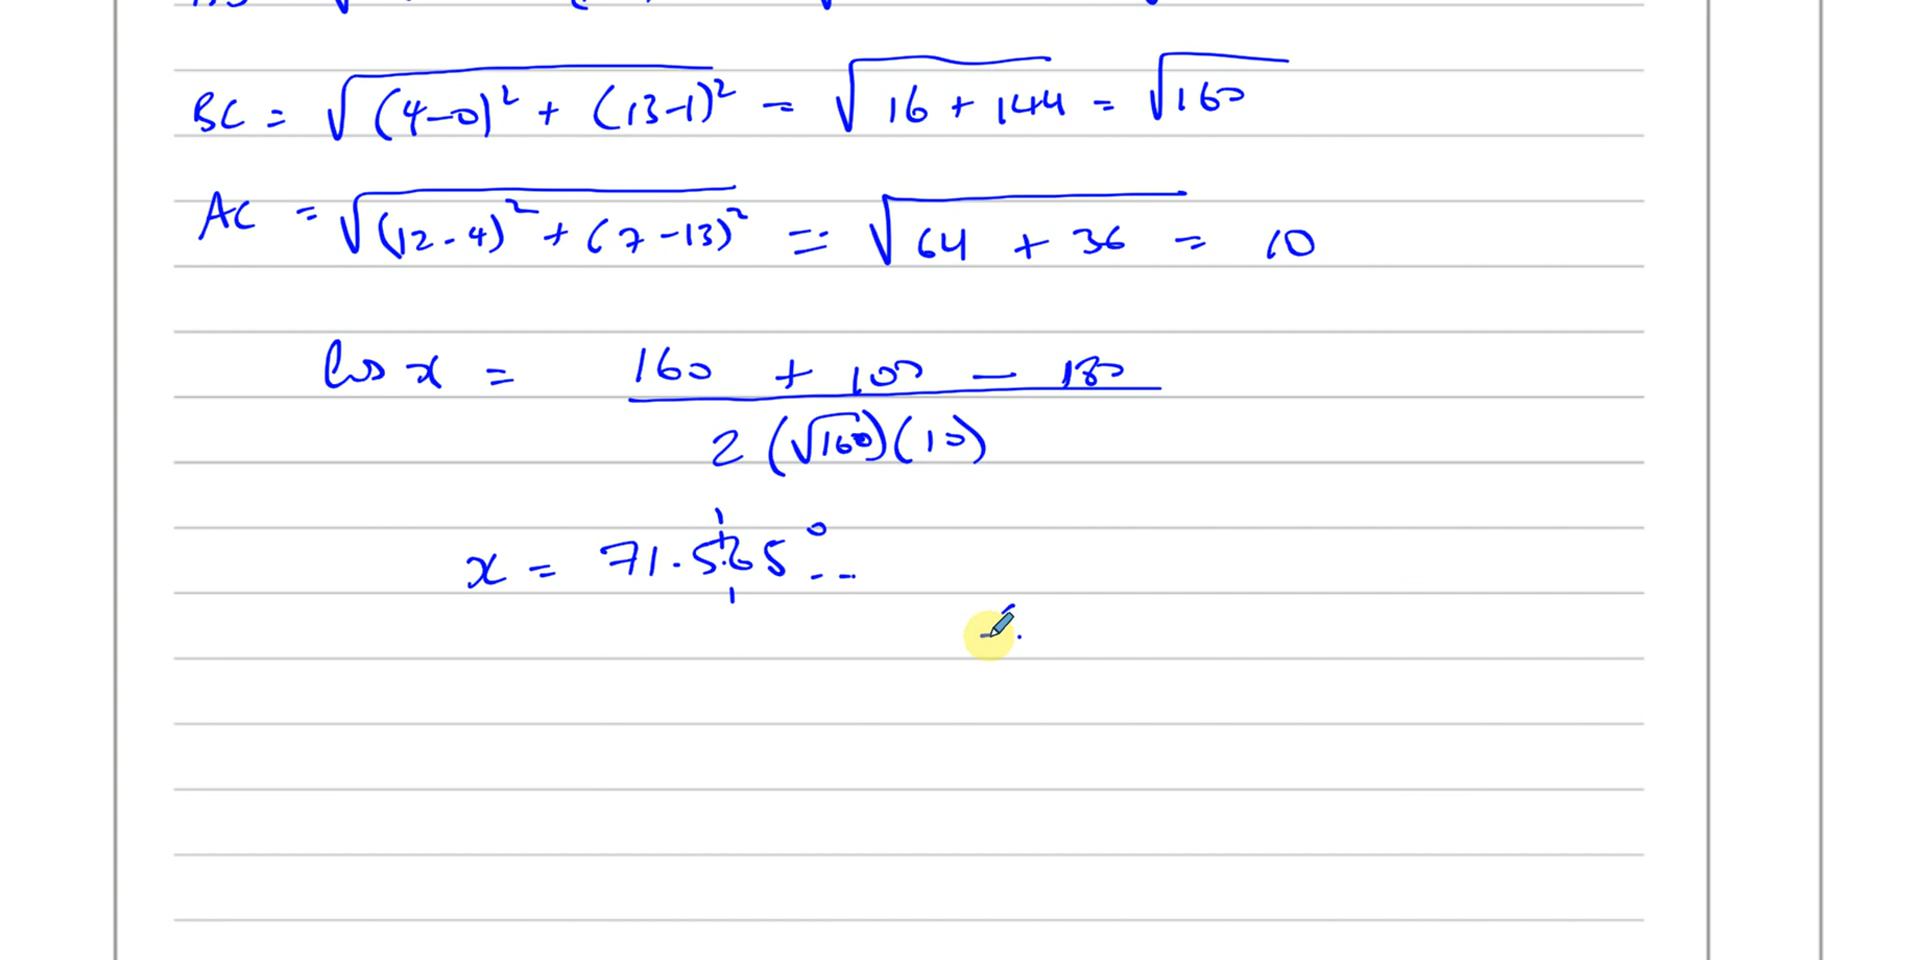 BC = √(4-0)² + (13-1)² = √16 + 144 = √160
AC = √(12-4)² + (7-13)² = √64 + 36 = 10
Cos x = 160 + 100 - 180
2 (√160)(10)
x = 71.565°..